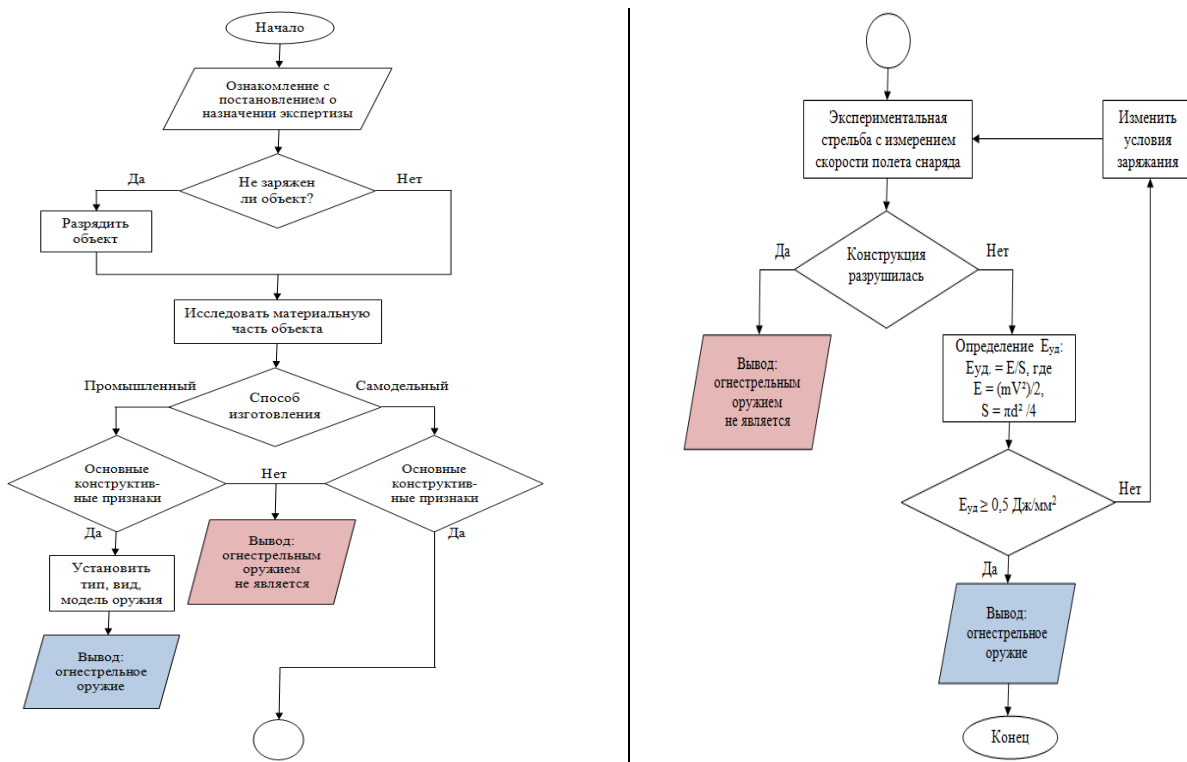 Начало
Ознакомление с
постановлением о
назначении экспертизы
Да
Не заряжен
ли объект?
Нет
Разрядить
объект
Исследовать материальную
часть объекта
Промышленный
Способ
изготовления
Самодельный
Основные
конструктив-
ные признаки
Нет
Основные
конструктив-
ные признаки
Да
Установить
тип, вид,
модель оружия
Вывод:
огнестрельным
оружием
не является
Да
Вывод:
огнестрельное
оружие
Экспериментальная
стрельба с измерением
скорости полета снаряда
Изменить
условия
заряжания
Да
Конструкция
разрушилась
Нет
Вывод:
огнестрельным
оружием
не является
Определение Eуд:
Eуд. = E/S, где
E = (mV²)/2,
S = πd² /4
Eуд ≥ 0,5 Дж/мм²
Нет
Да
Вывод:
огнестрельное
оружие
Конец